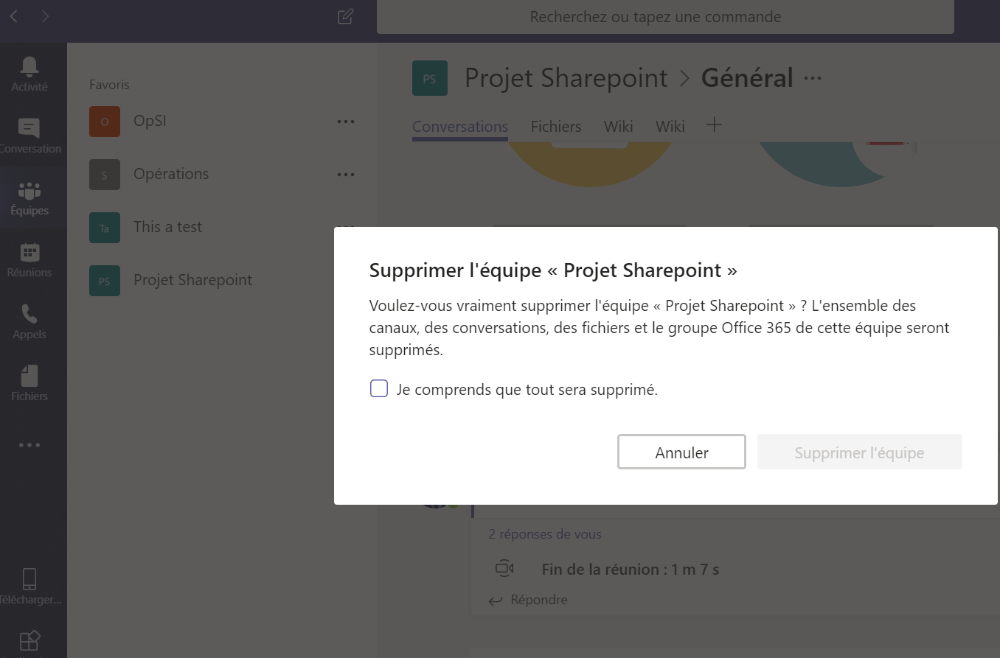 Recherchez ou tapez une commande
Activité
Conversation
Équipes
Réunions
Appels
Fichiers
Télécharger...
Favoris
O OpSI
S Opérations
Ta This a test
PS Projet Sharepoint
PS Projet Sharepoint > Général
Conversations Fichiers Wiki Wiki
Supprimer l'équipe « Projet Sharepoint »
Voulez-vous vraiment supprimer l'équipe « Projet Sharepoint » ? L'ensemble des
canaux, des conversations, des fichiers et le groupe Office 365 de cette équipe seront
supprimés.
Je comprends que tout sera supprimé.
Annuler Supprimer l'équipe
2 réponses de vous
Fin de la réunion : 1 m 7 s
Répondre